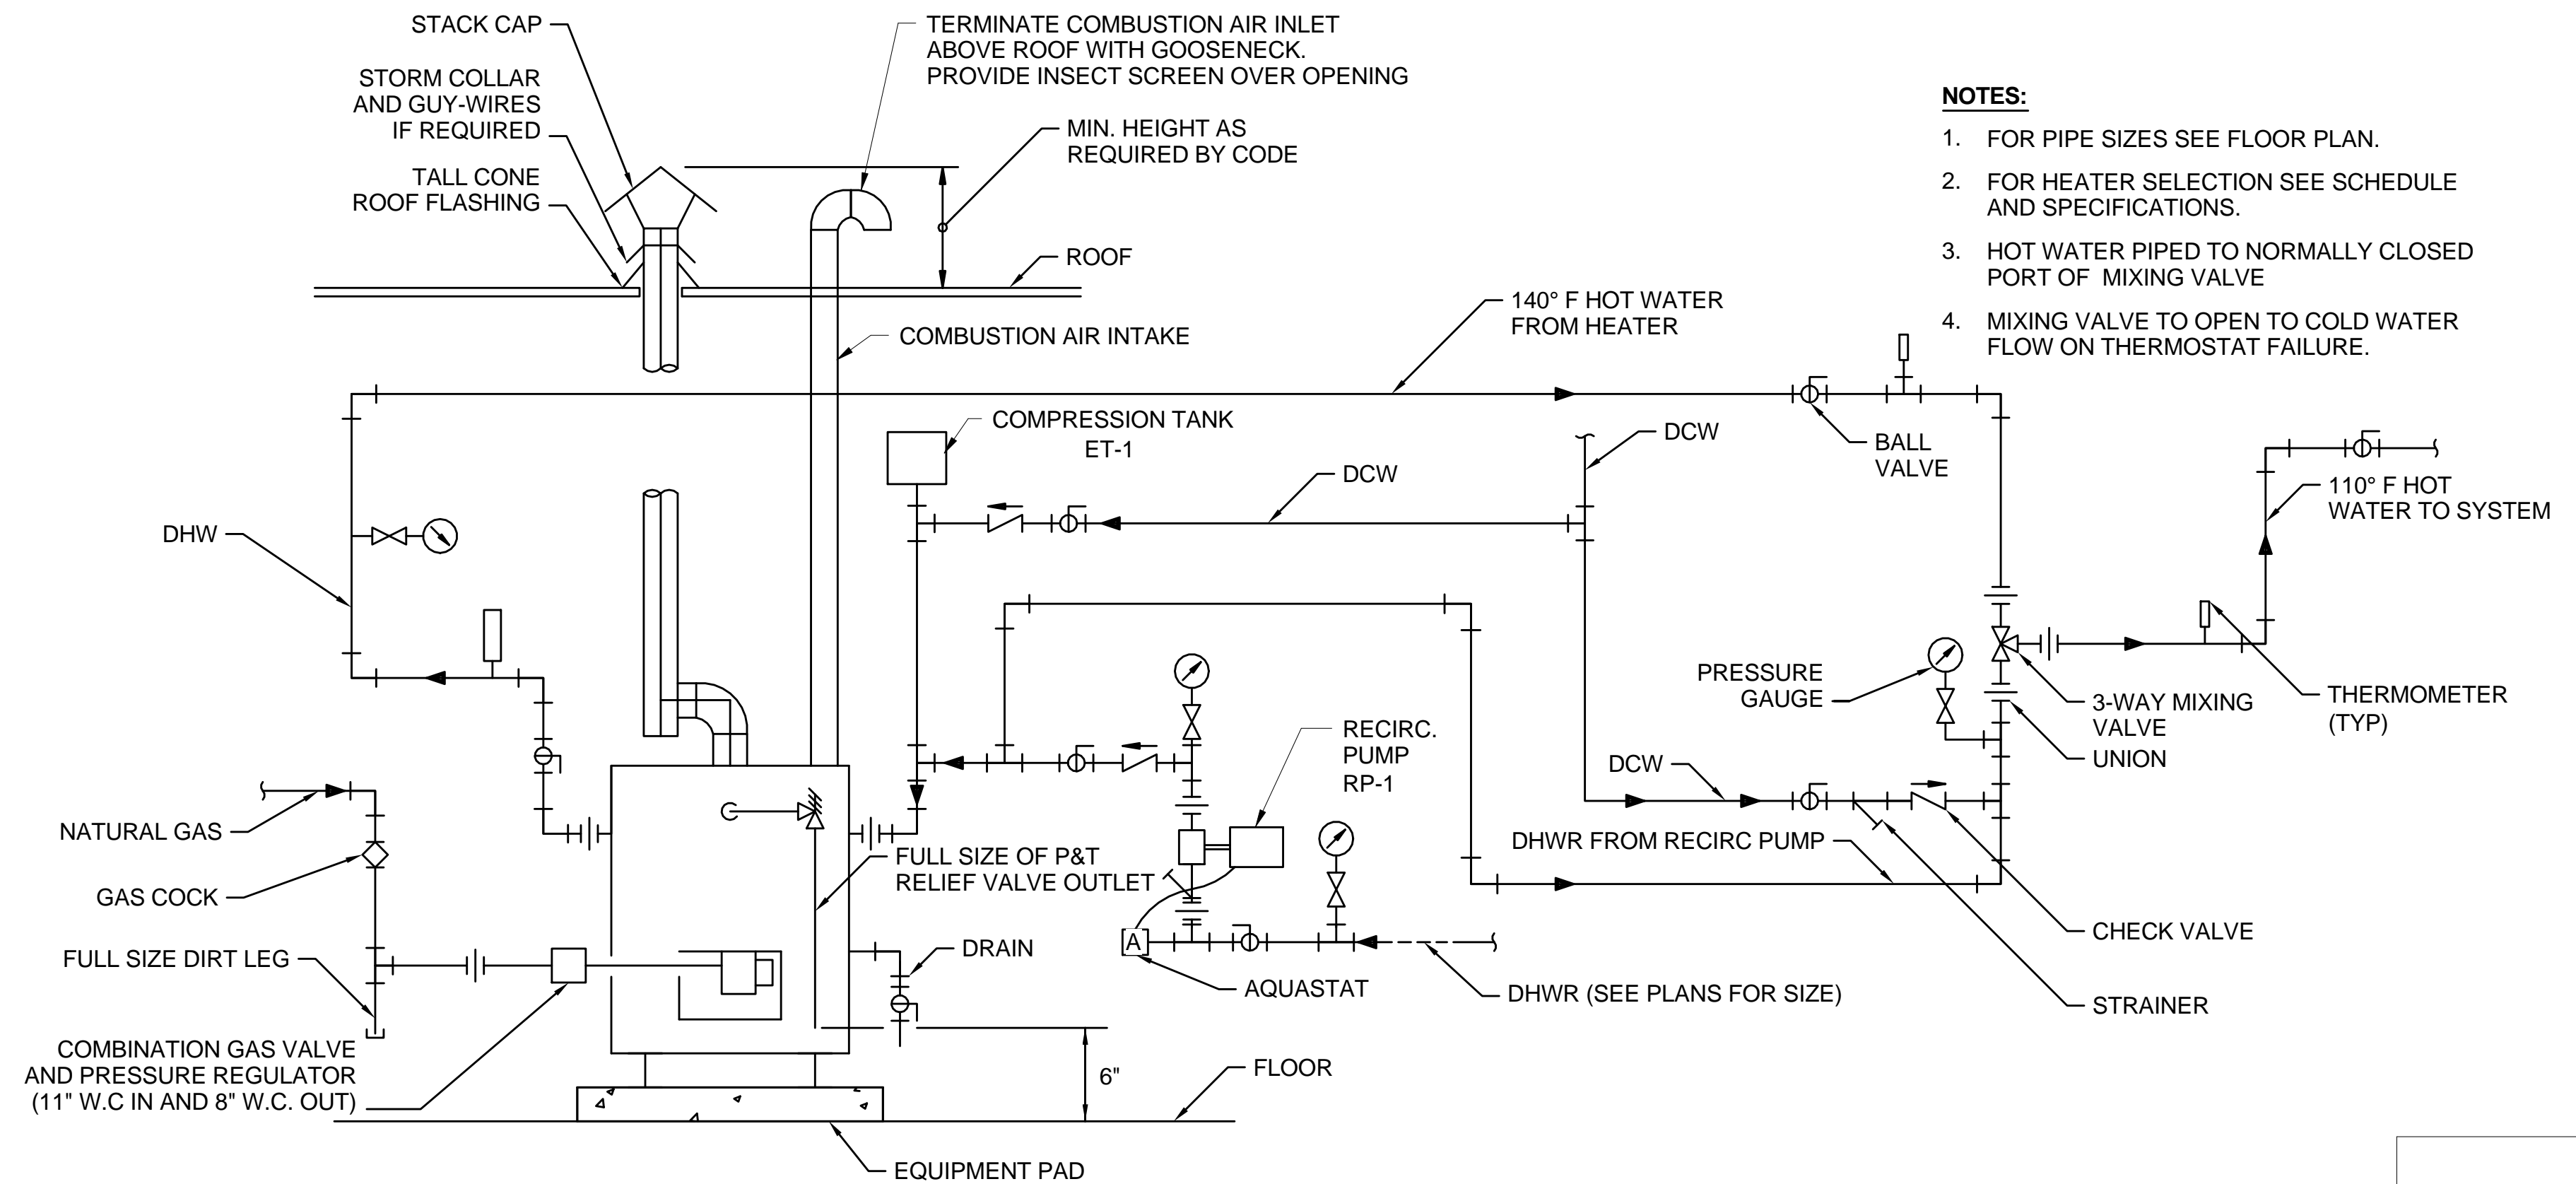 STACK CAP
STORM COLLAR
AND GUY-WIRES
IF REQUIRED
TALL CONE
ROOF FLASHING
TERMINATE COMBUSTION AIR INLET
ABOVE ROOF WITH GOOSENECK.
PROVIDE INSECT SCREEN OVER OPENING
MIN. HEIGHT AS
REQUIRED BY CODE
ROOF
COMBUSTION AIR INTAKE
NOTES:
1. FOR PIPE SIZES SEE FLOOR PLAN.
2. FOR HEATER SELECTION SEE SCHEDULE
AND SPECIFICATIONS.
3. HOT WATER PIPED TO NORMALLY CLOSED
PORT OF MIXING VALVE
4. MIXING VALVE TO OPEN TO COLD WATER
FLOW ON THERMOSTAT FAILURE.
140° F HOT WATER
FROM HEATER
COMPRESSION TANK
ET-1
DCW
DCW
BALL
VALVE
110° F HOT
WATER TO SYSTEM
DHW
PRESSURE
GAUGE
3-WAY MIXING
VALVE
UNION
THERMOMETER
(TYP)
RECIRC.
PUMP
RP-1
DCW
NATURAL GAS
GAS COCK
FULL SIZE OF P&T
RELIEF VALVE OUTLET
DHWR FROM RECIRC PUMP
CHECK VALVE
STRAINER
FULL SIZE DIRT LEG
DRAIN
A
AQUASTAT
DHWR (SEE PLANS FOR SIZE)
COMBINATION GAS VALVE
AND PRESSURE REGULATOR
(11" W.C IN AND 8" W.C. OUT)
6"
FLOOR
EQUIPMENT PAD